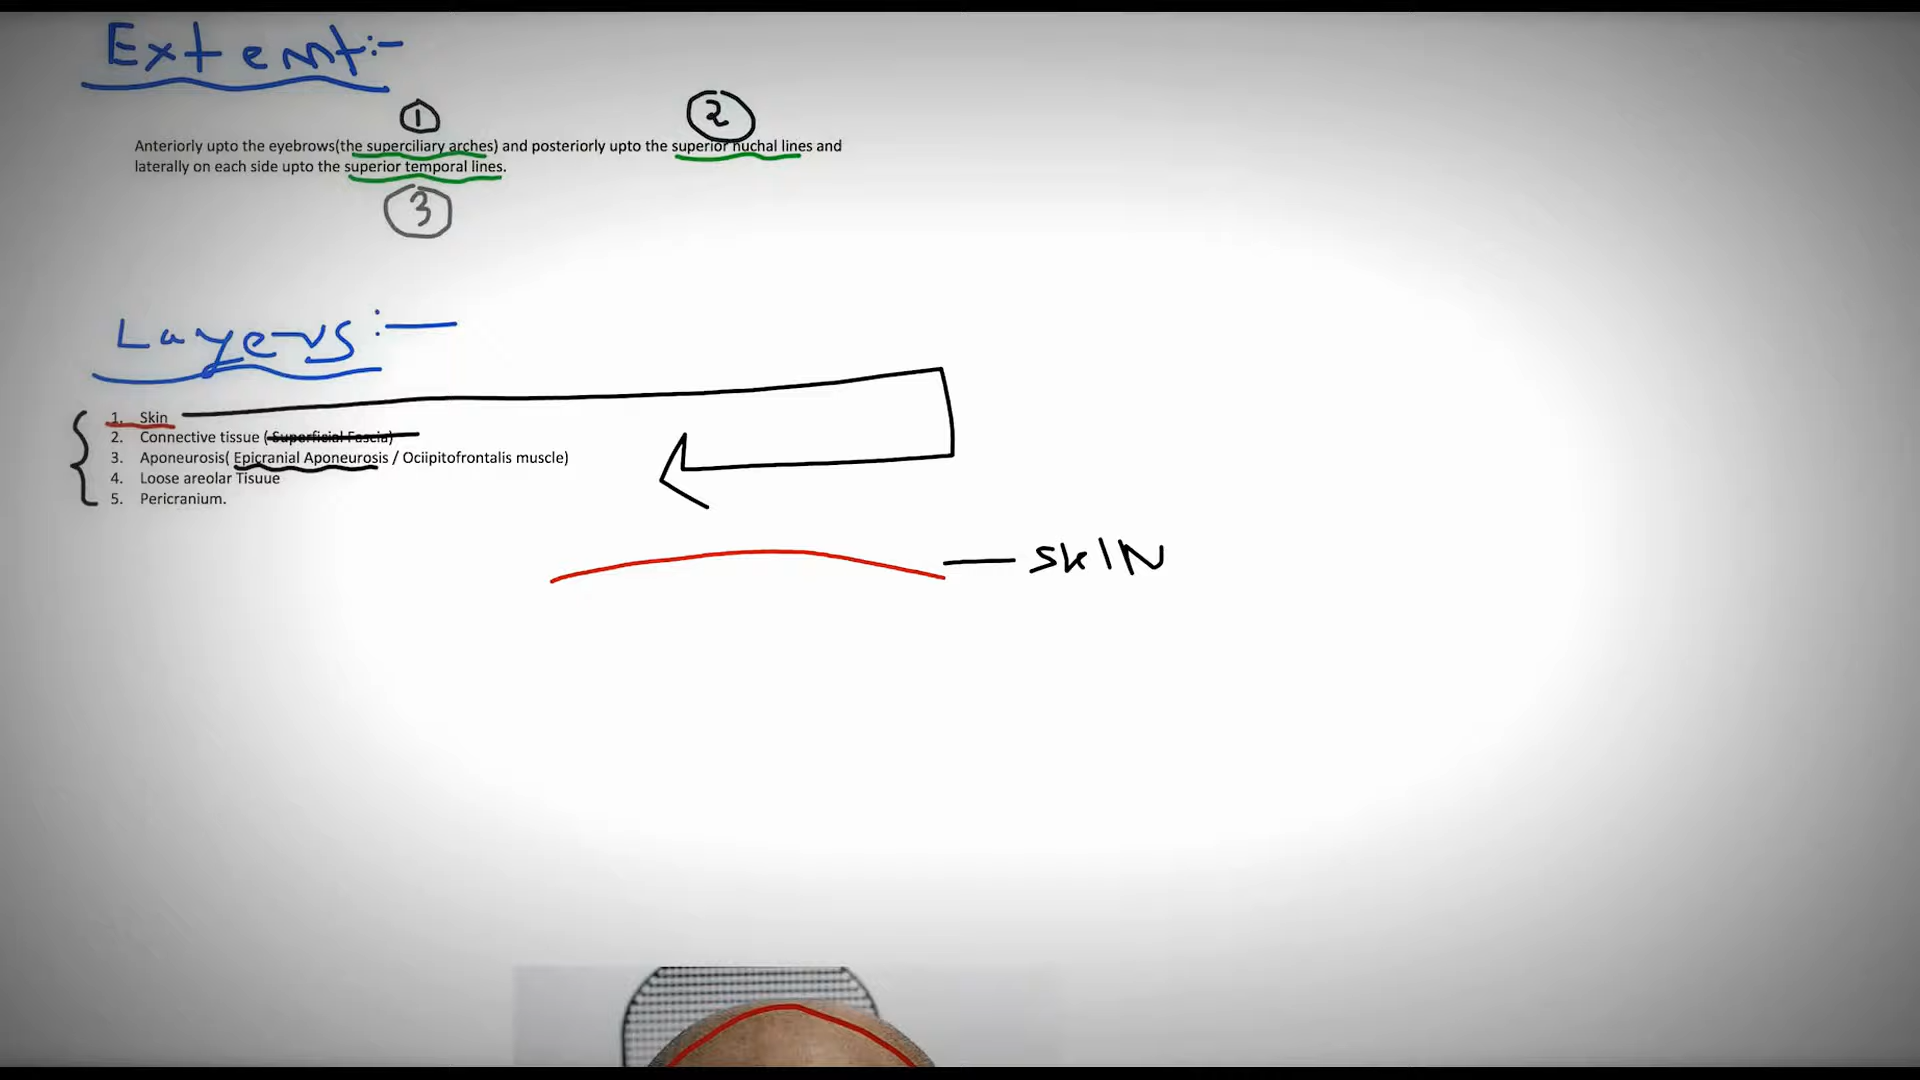 Extent:-
① ②
Anteriorly upto the eyebrows(the superciliary arches) and posteriorly upto the superior nuchal lines and
laterally on each side upto the superior temporal lines.
③
Layers:-
1. Skin
2. Connective tissue ( Superficial Fascia)
3. Aponeurosis( Epicranial Aponeurosis / Ociipitofrontalis muscle)
4. Loose areolar Tisuue
5. Pericranium.
SkIN